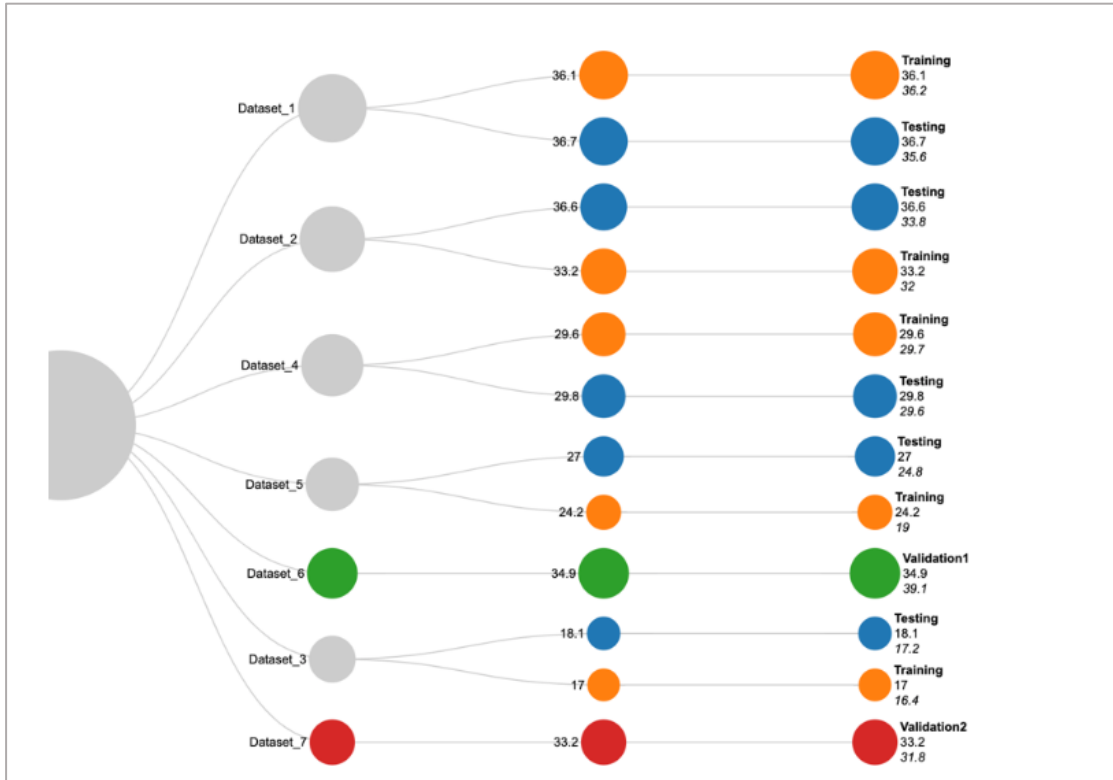 Dataset_1
36.1
Training
36.1
36.2
36.7
Testing
36.7
35.6
Dataset_2
36.6
Testing
36.6
33.8
33.2
Training
33.2
32
Dataset_4
29.6
Training
29.6
29.7
29.8
Testing
29.8
29.6
Dataset_5
27
Testing
27
24.8
24.2
Training
24.2
19
Dataset_6
34.9
Validation1
34.9
39.1
Dataset_3
18.1
Testing
18.1
17.2
17
Training
17
16.4
Dataset_7
33.2
Validation2
33.2
31.8